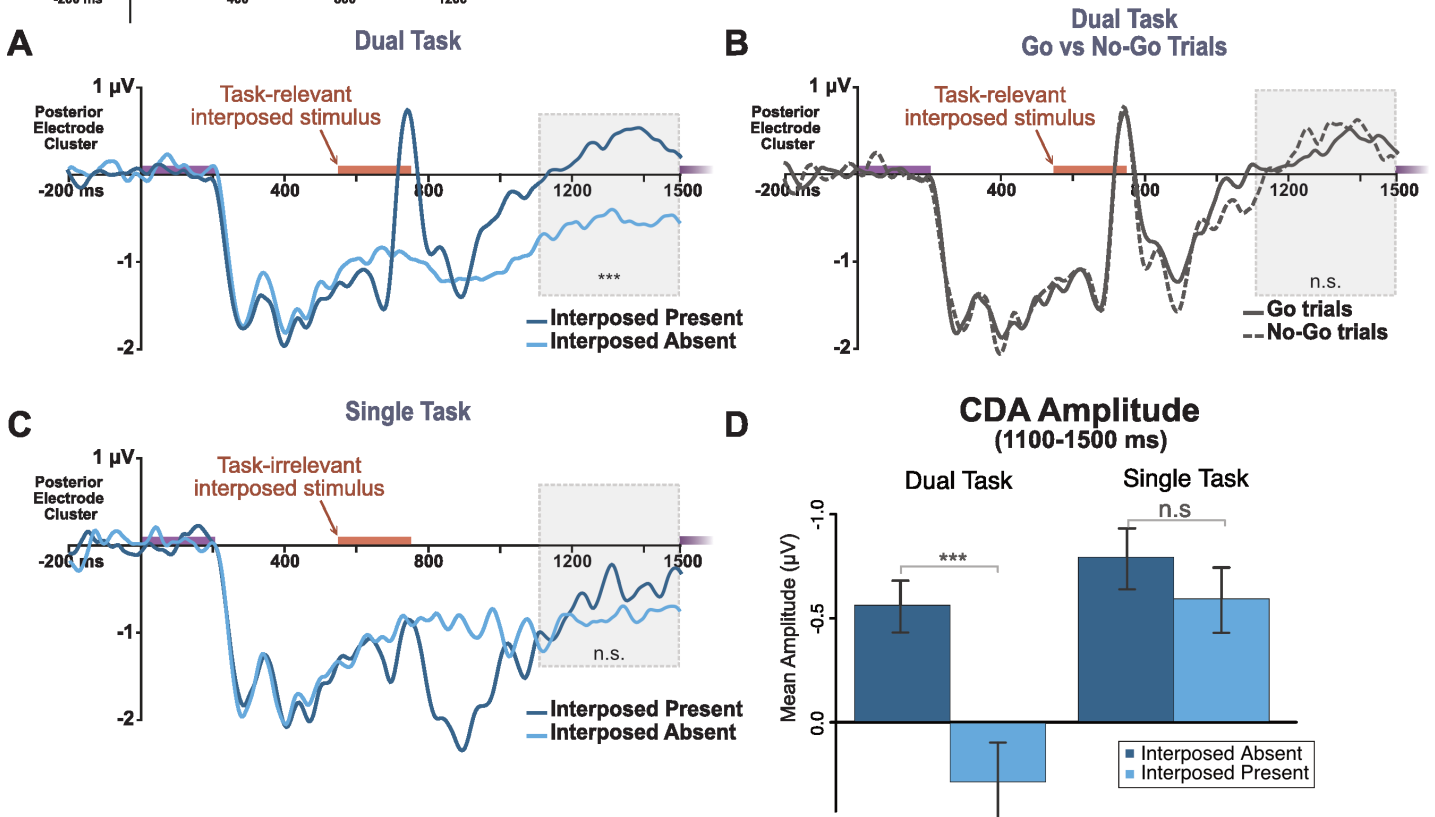 -200 ms 400 800 1200
A
Dual Task
1 µV
Posterior
Electrode
Cluster
Task-relevant
interposed stimulus
-200 ms 400 800 1200 1500
-1
***
-2
Interposed Present
Interposed Absent
B
Dual Task
Go vs No-Go Trials
1 µV
Posterior
Electrode
Cluster
Task-relevant
interposed stimulus
-200 ms 400 800 1200 1500
-1
n.s.
-2
Go trials
No-Go trials
C
Single Task
1 µV
Posterior
Electrode
Cluster
Task-irrelevant
interposed stimulus
-200 ms 400 800 1200 1500
-1
n.s.
-2
Interposed Present
Interposed Absent
D
CDA Amplitude
(1100-1500 ms)
Dual Task Single Task
n.s
***
Mean Amplitude (µV)
-1.0
-0.5
0.0
Interposed Absent
Interposed Present